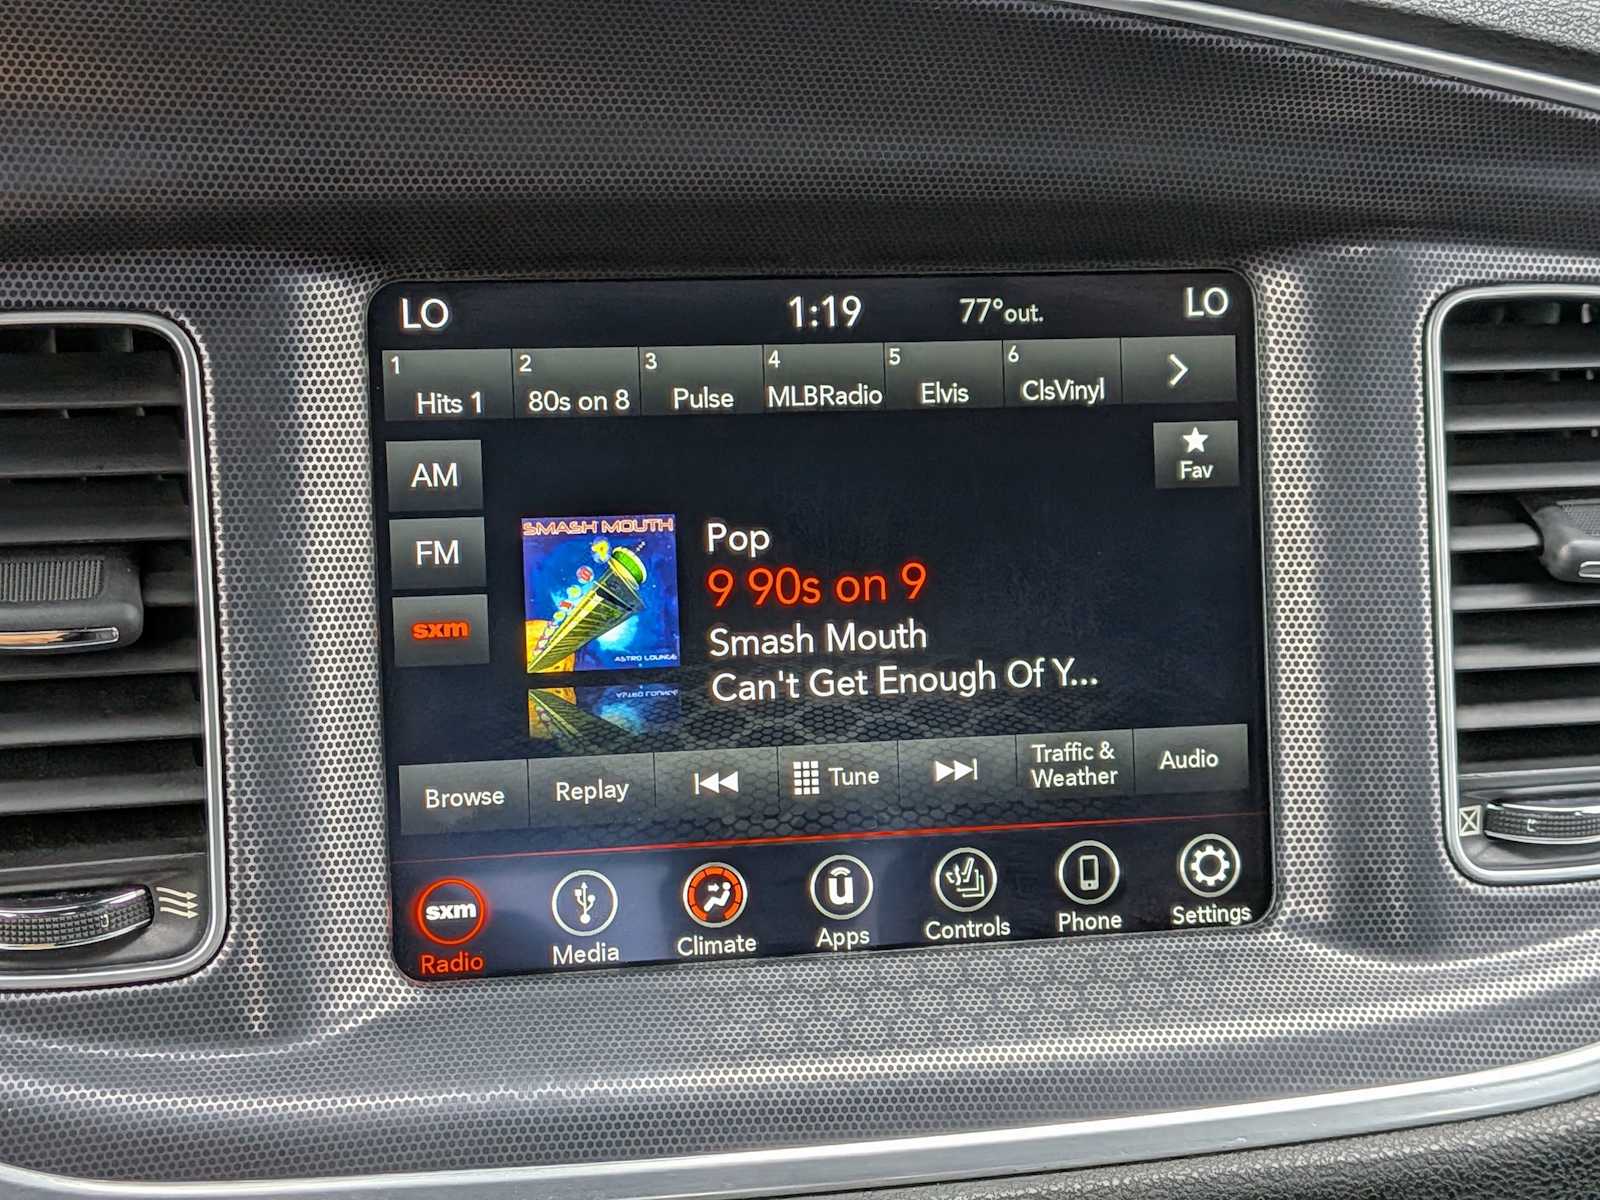 LO 1:19 77°out. LO
1 2 3 4 5 6
Hits 1 80s on 8 Pulse MLBRadio Elvis ClsVinyl
AM
Fav
FM
sxm
SMASH MOUTH
ASTRO LOUNGE
Pop
9 90s on 9
Smash Mouth
Can't Get Enough Of Y...
Browse Replay Tune Traffic &
Weather Audio
sxm
Radio Media Climate Apps Controls Phone Settings